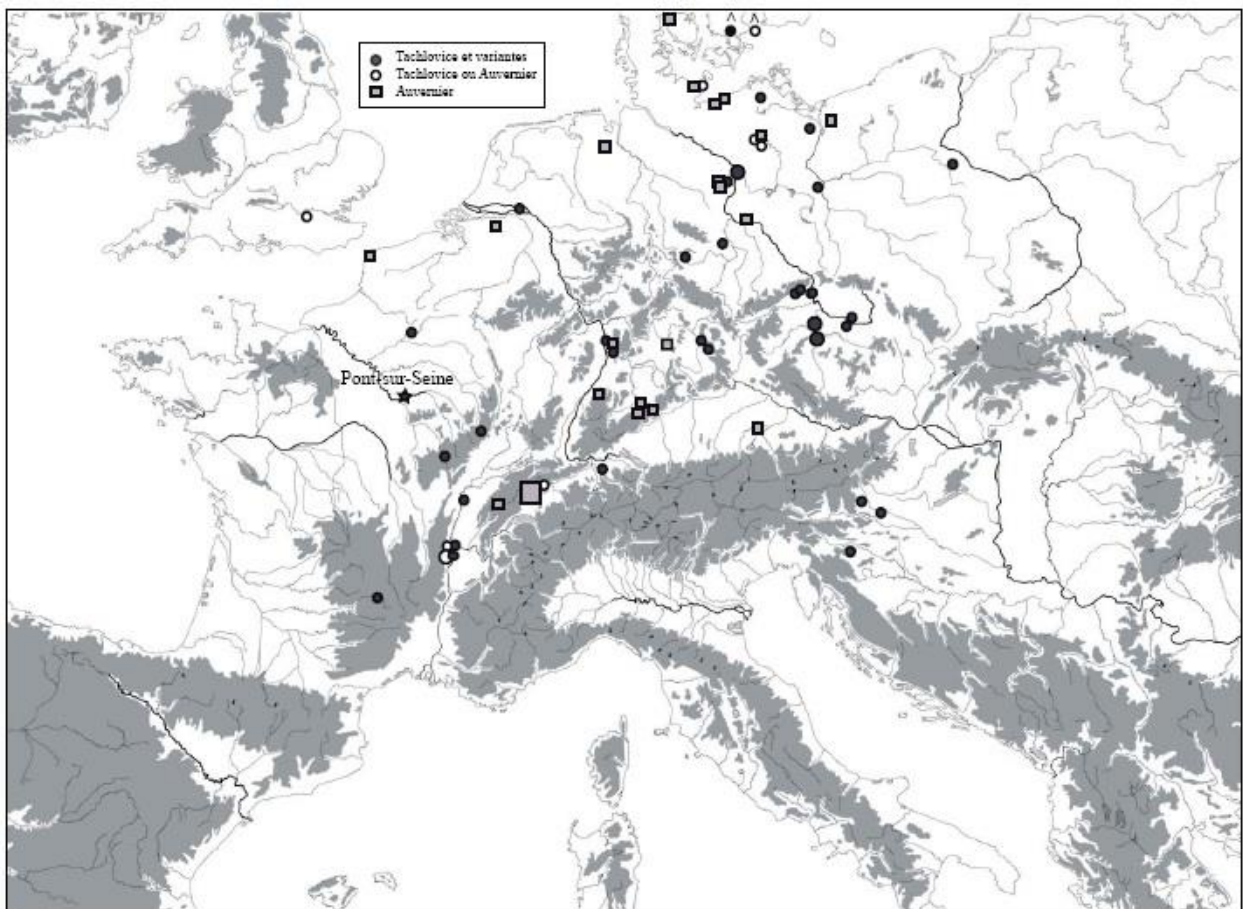 Tachlovice et variantes
Tachlovice ou Auvernier
Auvernier
Pont-sur-Seine